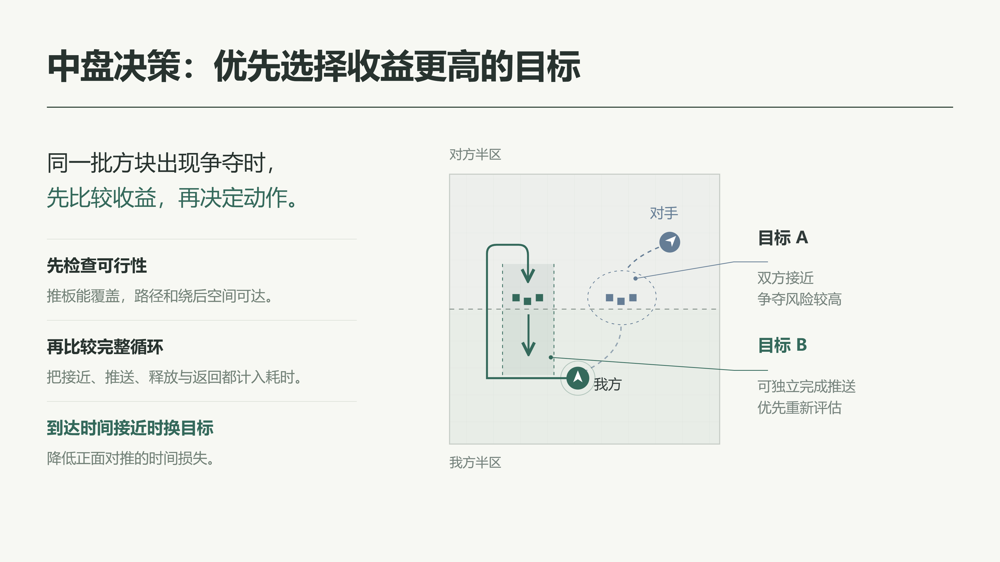 中盘决策：优先选择收益更高的目标
同一批方块出现争夺时，
先比较收益，再决定动作。
先检查可行性
推板能覆盖，路径和绕后空间可达。
再比较完整循环
把接近、推送、释放与返回都计入耗时。
到达时间接近时换目标
降低正面对推的时间损失。
对方半区
对手
我方
我方半区
目标 A
双方接近
争夺风险较高
目标 B
可独立完成推送
优先重新评估